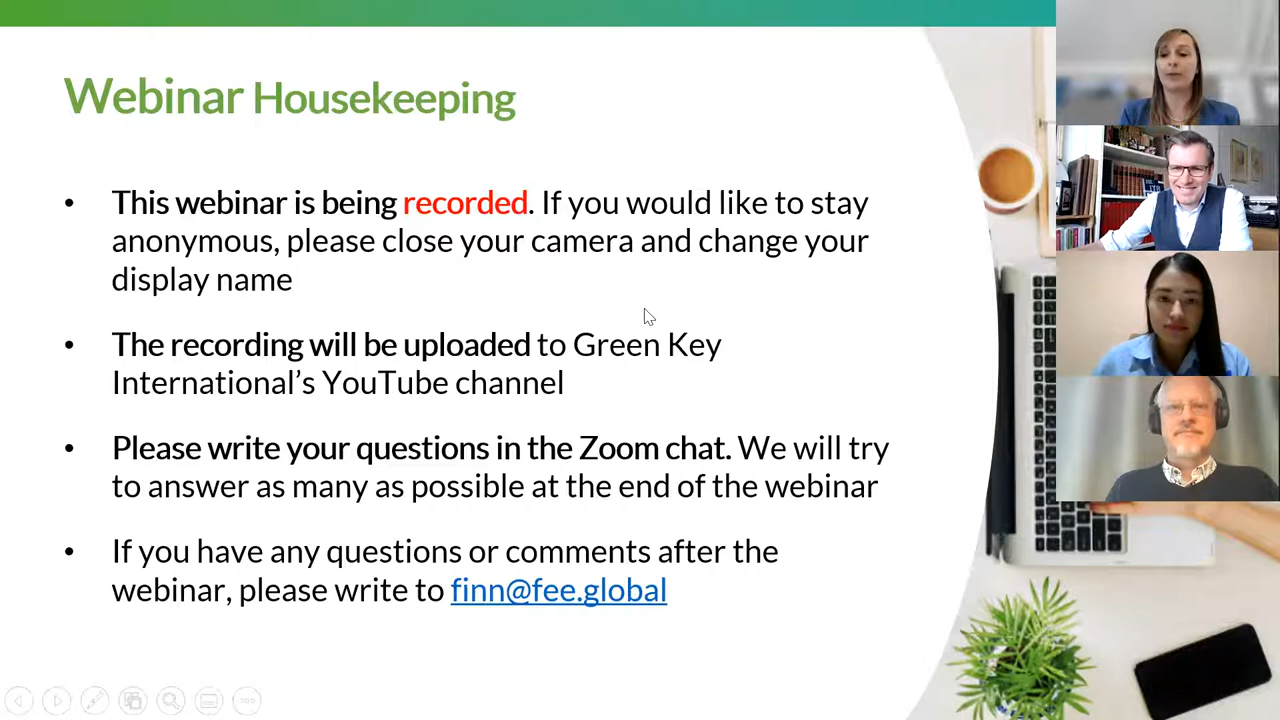 Webinar Housekeeping
• This webinar is being recorded. If you would like to stay
anonymous, please close your camera and change your
display name
• The recording will be uploaded to Green Key
International’s YouTube channel
• Please write your questions in the Zoom chat. We will try
to answer as many as possible at the end of the webinar
• If you have any questions or comments after the
webinar, please write to finn@fee.global